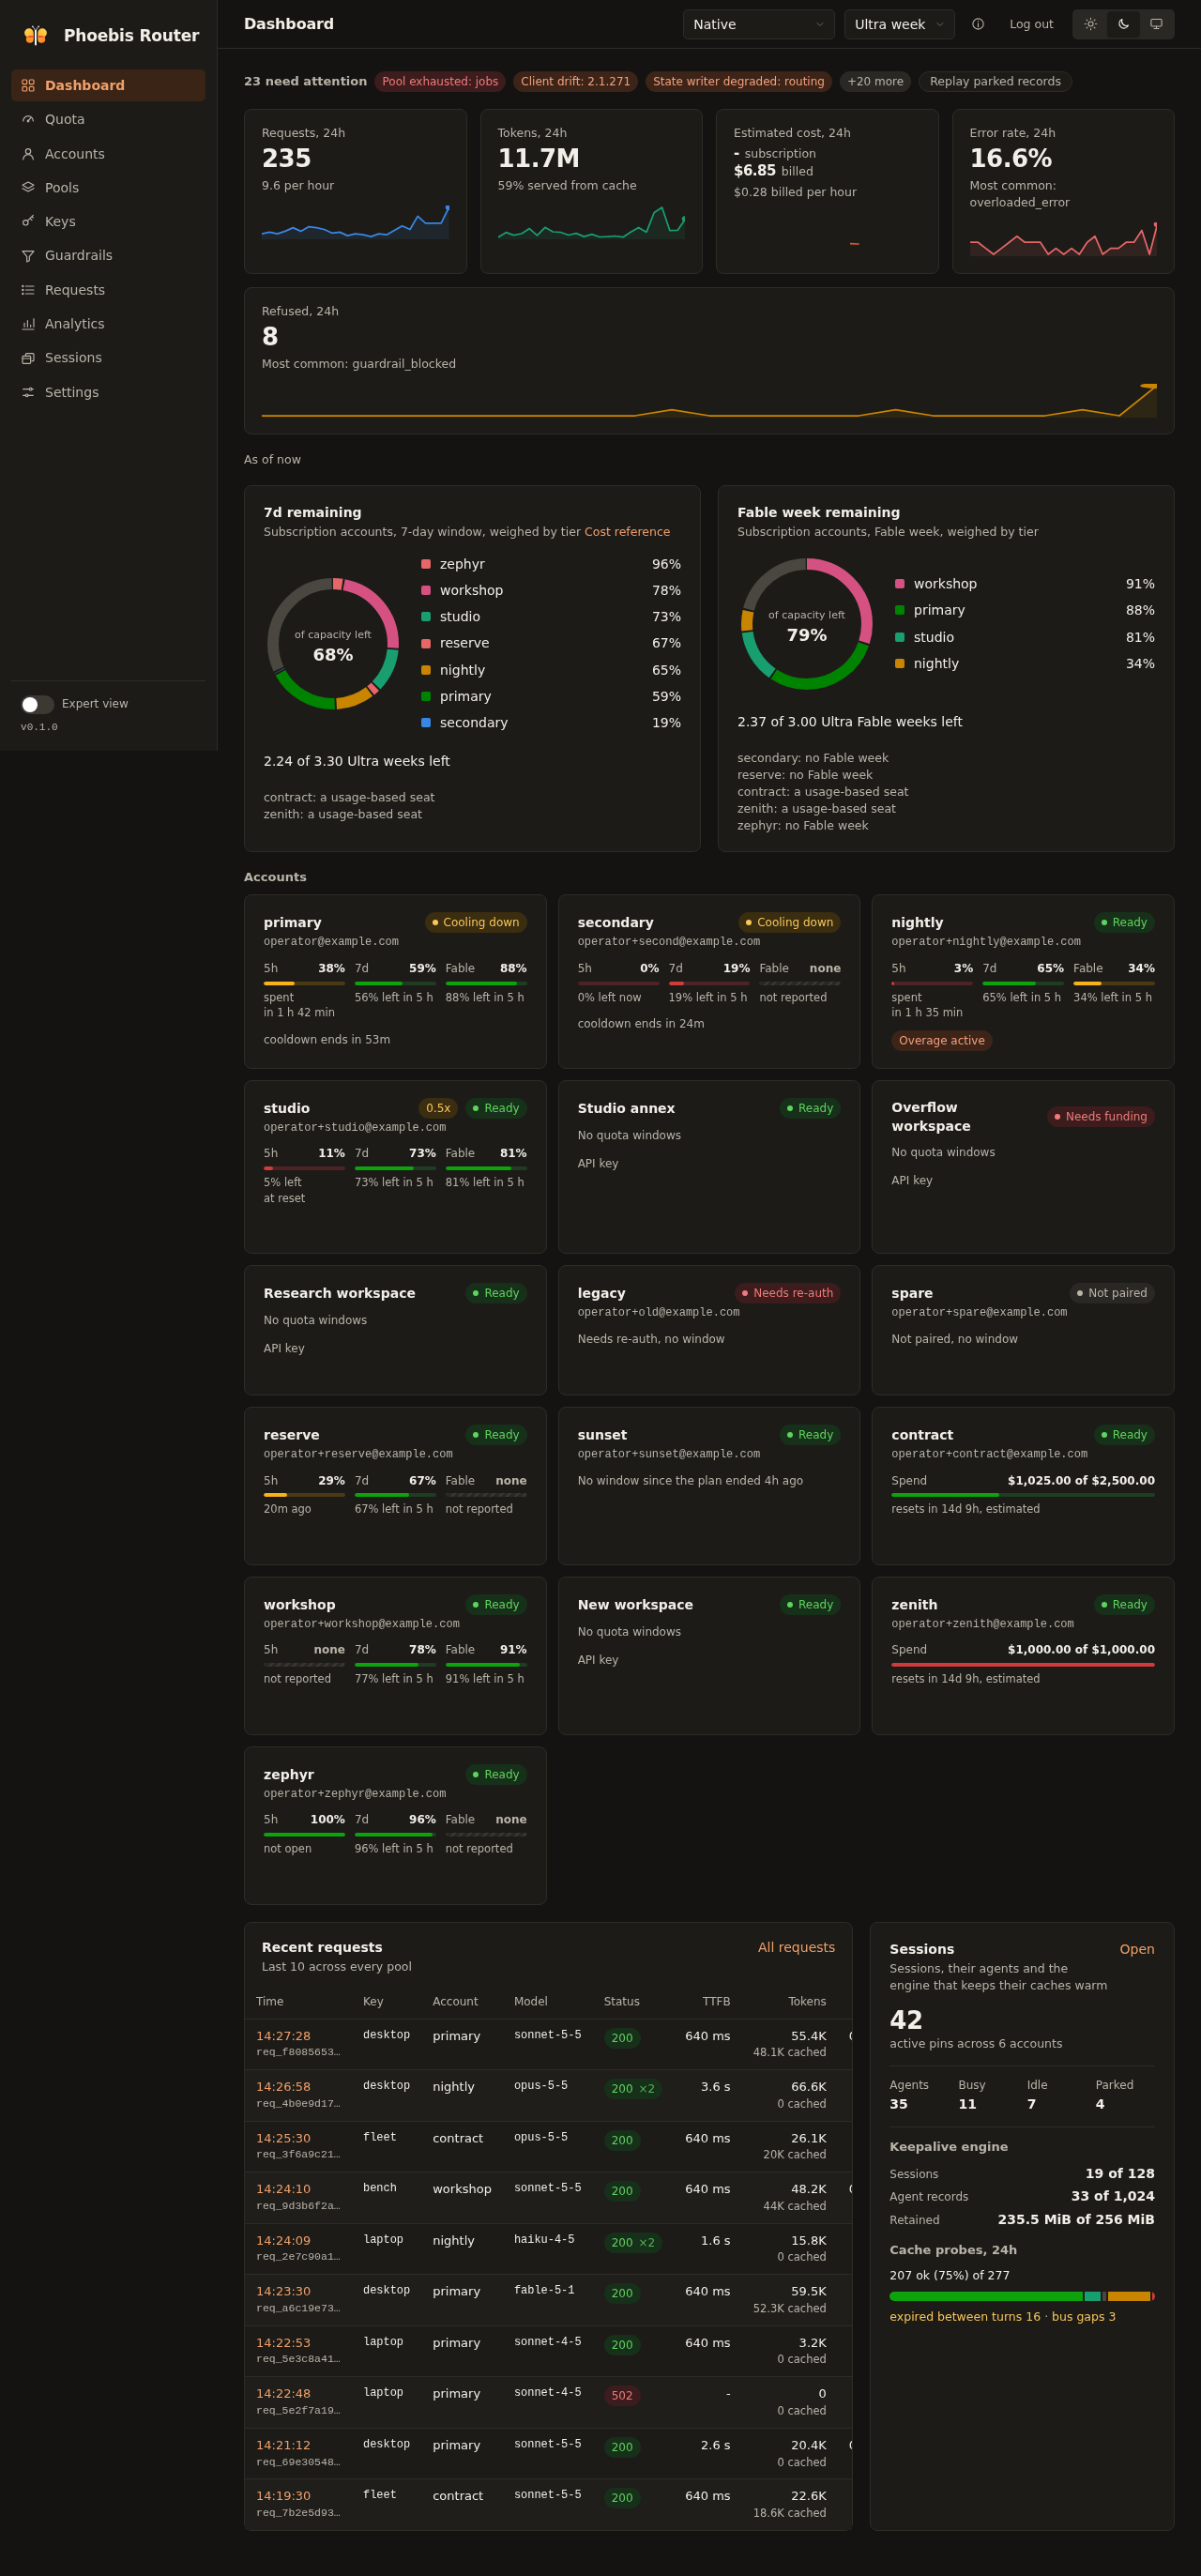 Phoebis Router
Dashboard
Quota
Accounts
Pools
Keys
Guardrails
Requests
Analytics
Sessions
Settings
Expert view
v0.1.0
Dashboard
Native
Ultra week
Log out
23 need attention Pool exhausted: jobs Client drift: 2.1.271 State writer degraded: routing +20 more Replay parked records
Requests, 24h
235
9.6 per hour
Tokens, 24h
11.7M
59% served from cache
Estimated cost, 24h
- subscription
$6.85 billed
$0.28 billed per hour
Error rate, 24h
16.6%
Most common:
overloaded_error
Refused, 24h
8
Most common: guardrail_blocked
As of now
7d remaining
Subscription accounts, 7-day window, weighed by tier Cost reference
of capacity left
68%
zephyr 96%
workshop 78%
studio 73%
reserve 67%
nightly 65%
primary 59%
secondary 19%
2.24 of 3.30 Ultra weeks left
contract: a usage-based seat
zenith: a usage-based seat
Fable week remaining
Subscription accounts, Fable week, weighed by tier
of capacity left
79%
workshop 91%
primary 88%
studio 81%
nightly 34%
2.37 of 3.00 Ultra Fable weeks left
secondary: no Fable week
reserve: no Fable week
contract: a usage-based seat
zenith: a usage-based seat
zephyr: no Fable week
Accounts
primary Cooling down
operator@example.com
5h 38% 7d 59% Fable 88%
spent 56% left in 5 h 88% left in 5 h
in 1 h 42 min
cooldown ends in 53m
secondary Cooling down
operator+second@example.com
5h 0% 7d 19% Fable none
0% left now 19% left in 5 h not reported
cooldown ends in 24m
nightly Ready
operator+nightly@example.com
5h 3% 7d 65% Fable 34%
spent 65% left in 5 h 34% left in 5 h
in 1 h 35 min
Overage active
studio 0.5x Ready
operator+studio@example.com
5h 11% 7d 73% Fable 81%
5% left 73% left in 5 h 81% left in 5 h
at reset
Studio annex Ready
No quota windows
API key
Overflow
workspace Needs funding
No quota windows
API key
Research workspace Ready
No quota windows
API key
legacy Needs re-auth
operator+old@example.com
Needs re-auth, no window
spare Not paired
operator+spare@example.com
Not paired, no window
reserve Ready
operator+reserve@example.com
5h 29% 7d 67% Fable none
20m ago 67% left in 5 h not reported
sunset Ready
operator+sunset@example.com
No window since the plan ended 4h ago
contract Ready
operator+contract@example.com
Spend $1,025.00 of $2,500.00
resets in 14d 9h, estimated
workshop Ready
operator+workshop@example.com
5h none 7d 78% Fable 91%
not reported 77% left in 5 h 91% left in 5 h
New workspace Ready
No quota windows
API key
zenith Ready
operator+zenith@example.com
Spend $1,000.00 of $1,000.00
resets in 14d 9h, estimated
zephyr Ready
operator+zephyr@example.com
5h 100% 7d 96% Fable none
not open 96% left in 5 h not reported
Recent requests All requests
Last 10 across every pool
Time Key Account Model Status TTFB Tokens
14:27:28 desktop primary sonnet-5-5 200 640 ms 55.4K
req_f8085653… 48.1K cached
14:26:58 desktop nightly opus-5-5 200 ×2 3.6 s 66.6K
req_4b0e9d17… 0 cached
14:25:30 fleet contract opus-5-5 200 640 ms 26.1K
req_3f6a9c21… 20K cached
14:24:10 bench workshop sonnet-5-5 200 640 ms 48.2K
req_9d3b6f2a… 44K cached
14:24:09 laptop nightly haiku-4-5 200 ×2 1.6 s 15.8K
req_2e7c90a1… 0 cached
14:23:30 desktop primary fable-5-1 200 640 ms 59.5K
req_a6c19e73… 52.3K cached
14:22:53 laptop primary sonnet-4-5 200 640 ms 3.2K
req_5e3c8a41… 0 cached
14:22:48 laptop primary sonnet-4-5 502 - 0
req_5e2f7a19… 0 cached
14:21:12 desktop primary sonnet-5-5 200 2.6 s 20.4K
req_69e30548… 0 cached
14:19:30 fleet contract sonnet-5-5 200 640 ms 22.6K
req_7b2e5d93… 18.6K cached
Sessions Open
Sessions, their agents and the
engine that keeps their caches warm
42
active pins across 6 accounts
Agents Busy Idle Parked
35 11 7 4
Keepalive engine
Sessions 19 of 128
Agent records 33 of 1,024
Retained 235.5 MiB of 256 MiB
Cache probes, 24h
207 ok (75%) of 277
expired between turns 16 · bus gaps 3